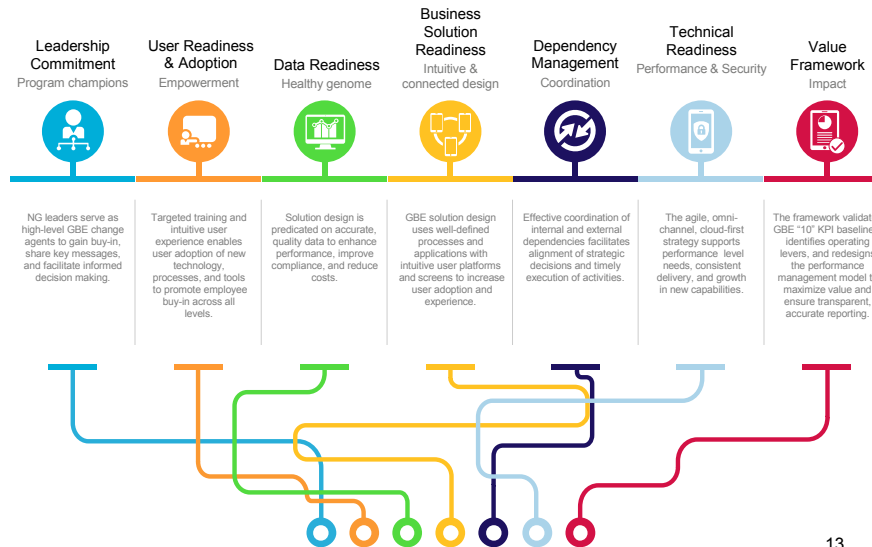 Leadership
Commitment
Program champions
User Readiness
& Adoption
Empowerment
Data Readiness
Healthy genome
Business
Solution
Readiness
Intuitive &
connected design
Dependency
Management
Coordination
Technical
Readiness
Performance & Security
Value
Framework
Impact
NG leaders serve as
high-level GBE change
agents to gain buy-in,
share key messages,
and facilitate informed
decision making.
Targeted training and
intuitive user
experience enables
user adoption of new
technology,
processes, and tools
to promote employee
buy-in across all
levels.
Solution design is
predicated on accurate,
quality data to enhance
performance, improve
compliance, and reduce
costs.
GBE solution design
uses well-defined
processes and
applications with
intuitive user platforms
and screens to increase
user adoption and
experience.
Effective coordination of
internal and external
dependencies facilitates
alignment of strategic
decisions and timely
execution of activities.
The agile, omni-
channel, cloud-first
strategy supports
performance level
needs, consistent
delivery, and growth
in new capabilities.
The framework validat
GBE “10” KPI baseline
identifies operating
levers, and redesigns
the performance
management model t
maximize value and
ensure transparent,
accurate reporting.
13